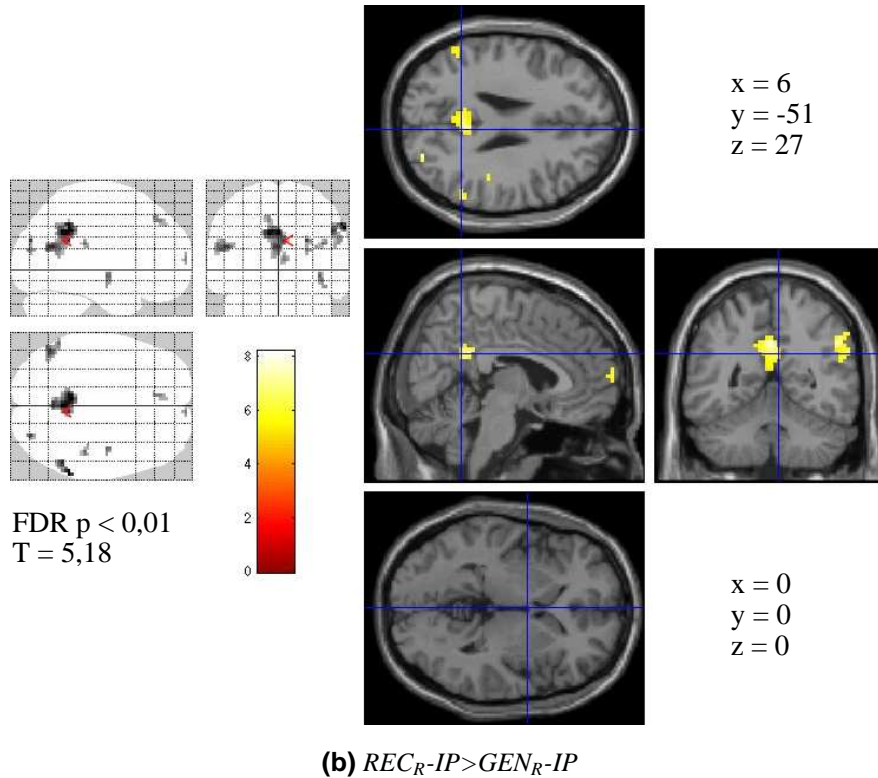 x = 6
y = -51
z = 27
8
6
4
2
0
FDR p < 0,01
T = 5,18
x = 0
y = 0
z = 0
(b) REC_R-IP>GEN_R-IP